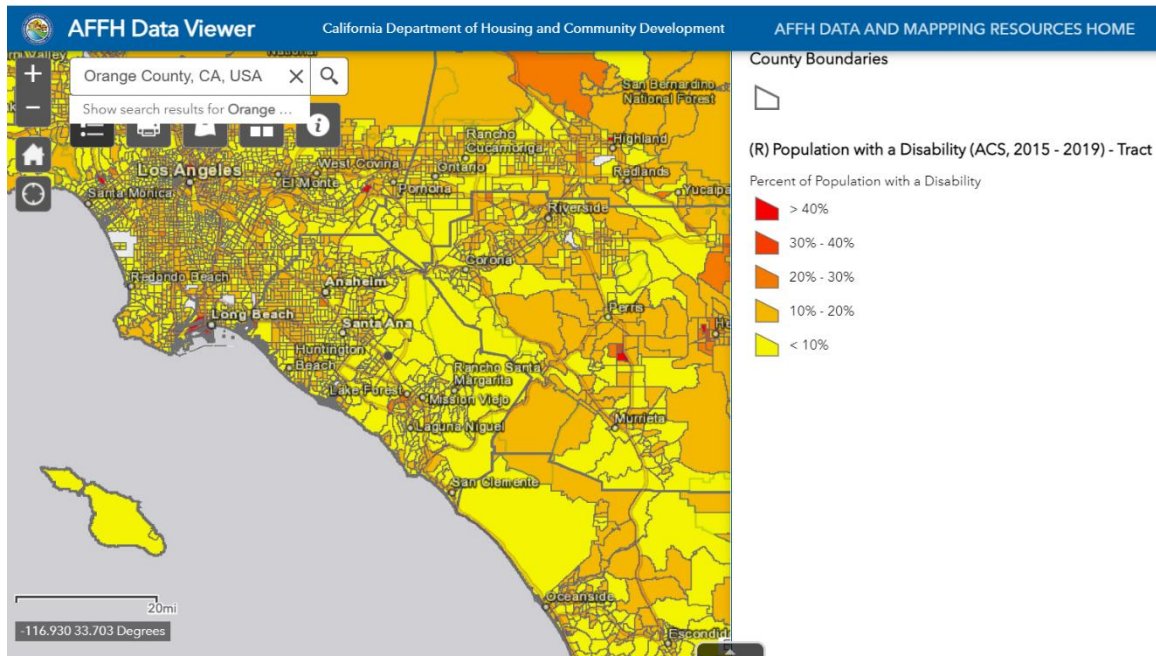 AFFH Data Viewer
California Department of Housing and Community Development
AFFH DATA AND MAPPPING RESOURCES HOME
Orange County, CA, USA
Show search results for Orange ...
San Bernardino
National Forest
Rancho
Cucamonga
Highland
West Covina
Ontario
Los Angeles
El Monte
Pomona
Redlands
Santa Monica
Yucaipa
Riverside
Corona
Redondo Beach
Anaheim
Perris
Long Beach
Santa Ana
Huntington
Beach
Rancho Santa
Margarita
Lake Forest
Mission Viejo
Laguna Niguel
Murrieta
San Clemente
Oceanside
Escondid
20mi
-116.930 33.703 Degrees
County Boundaries
(R) Population with a Disability (ACS, 2015 - 2019) - Tract
Percent of Population with a Disability
> 40%
30% - 40%
20% - 30%
10% - 20%
< 10%